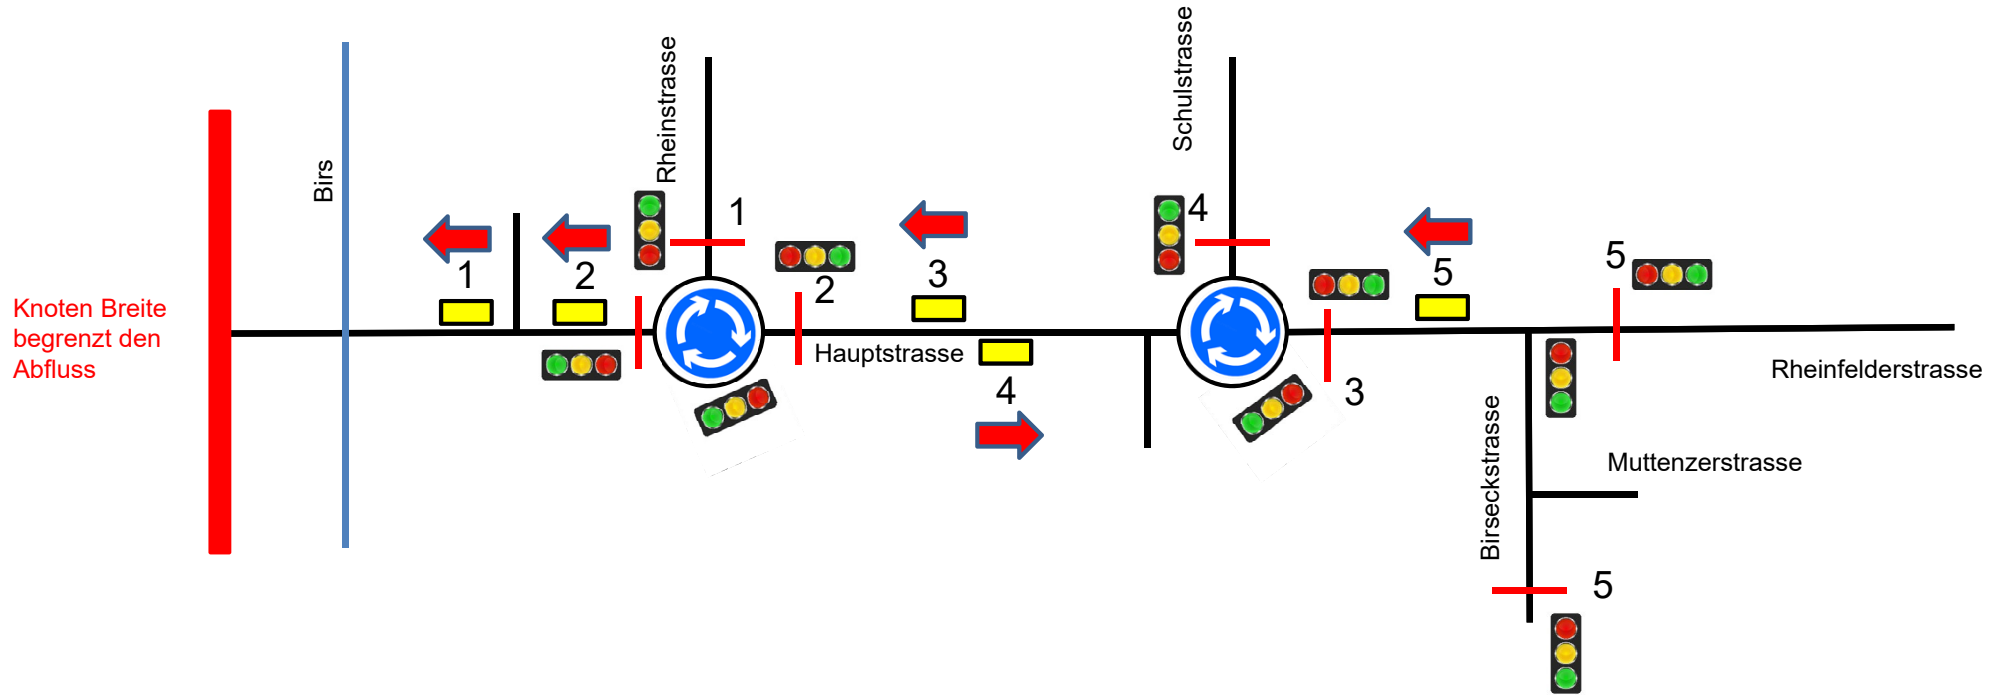 Schulstrasse
Rheinstrasse
Birs
1
4
5
1
2
3
5
2
Knoten Breite
begrenzt den
Abfluss
Hauptstrasse
Rheinfelderstrasse
4
3
Birseckstrasse
Muttenzerstrasse
5